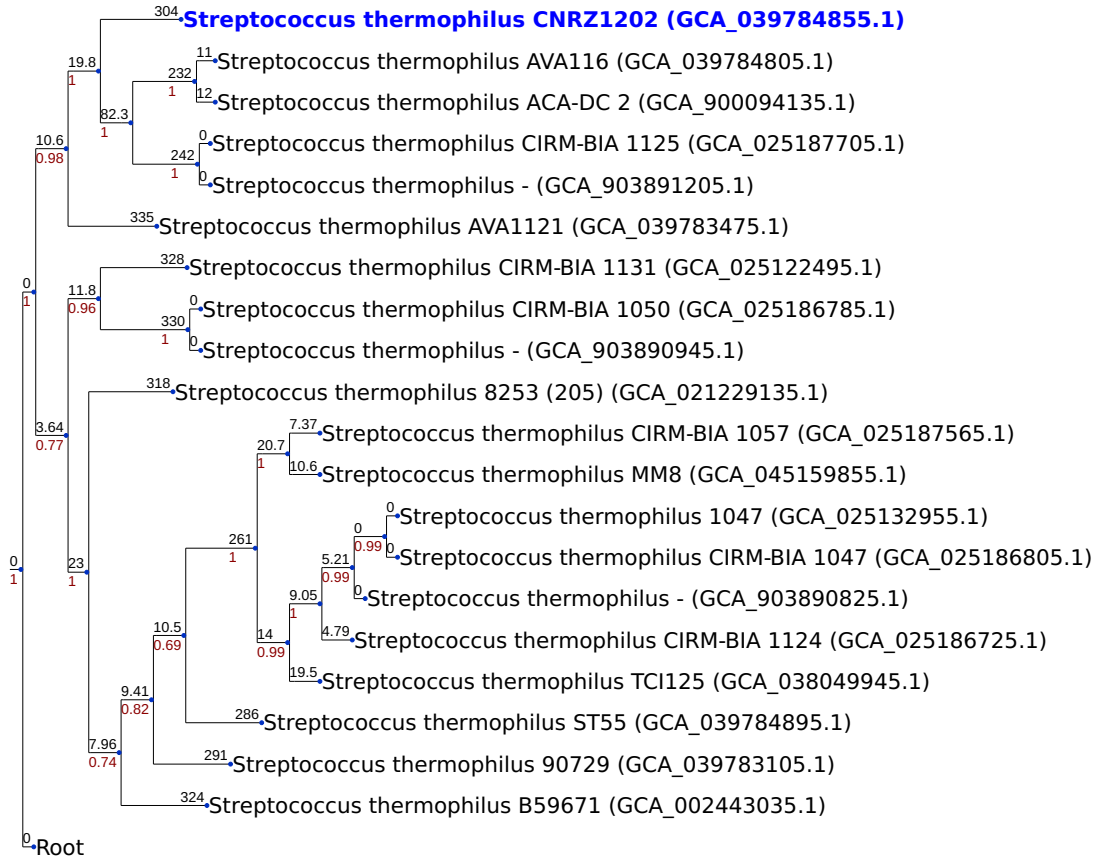 304
Streptococcus thermophilus CNRZ1202 (GCA_039784855.1)
19.8
1
11
Streptococcus thermophilus AVA116 (GCA_039784805.1)
232
1
12
Streptococcus thermophilus ACA-DC 2 (GCA_900094135.1)
82.3
1
0
Streptococcus thermophilus CIRM-BIA 1125 (GCA_025187705.1)
10.6
0.98
242
1
0
Streptococcus thermophilus - (GCA_903891205.1)
335
Streptococcus thermophilus AVA1121 (GCA_039783475.1)
328
Streptococcus thermophilus CIRM-BIA 1131 (GCA_025122495.1)
0
1
11.8
0.96
0
Streptococcus thermophilus CIRM-BIA 1050 (GCA_025186785.1)
330
1
0
Streptococcus thermophilus - (GCA_903890945.1)
318
Streptococcus thermophilus 8253 (205) (GCA_021229135.1)
3.64
0.77
7.37
Streptococcus thermophilus CIRM-BIA 1057 (GCA_025187565.1)
20.7
1
10.6
Streptococcus thermophilus MM8 (GCA_045159855.1)
0
Streptococcus thermophilus 1047 (GCA_025132955.1)
0
0.99
261
1
0
Streptococcus thermophilus CIRM-BIA 1047 (GCA_025186805.1)
5.21
0.99
0
1
23
1
0
Streptococcus thermophilus - (GCA_903890825.1)
9.05
1
4.79
Streptococcus thermophilus CIRM-BIA 1124 (GCA_025186725.1)
10.5
0.69
14
0.99
19.5
Streptococcus thermophilus TCI125 (GCA_038049945.1)
9.41
0.82
286
Streptococcus thermophilus ST55 (GCA_039784895.1)
7.96
0.74
291
Streptococcus thermophilus 90729 (GCA_039783105.1)
324
Streptococcus thermophilus B59671 (GCA_002443035.1)
0
Root